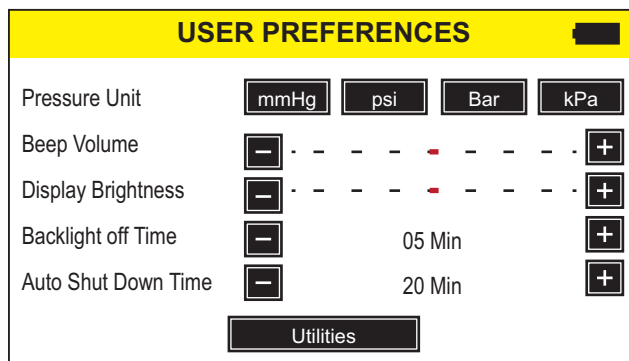 USER PREFERENCES
Pressure Unit mmHg psi Bar kPa
Beep Volume − +
Display Brightness − +
Backlight off Time − 05 Min +
Auto Shut Down Time − 20 Min +
Utilities